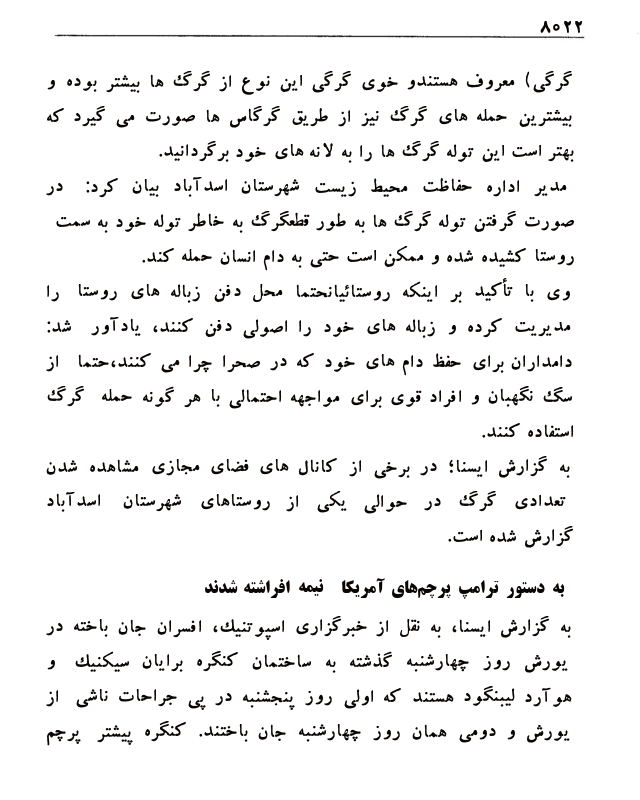 ۸۰۲۲
گرگی) معروف هستندو خوی گرگی این نوع از گرگ ها بیشتر بوده و
بیشترین حمله های گرگ نیز از طریق گرگاس ها صورت می گیرد که
بهتر است این توله گرگ ها را به لانه های خود برگردانید.
مدیر اداره حفاظت محیط زیست شهرستان اسدآباد بیان کرد: در
صورت گرفتن توله گرگ ها به طور قطعگرگ به خاطر توله خود به سمت
روستا کشیده شده و ممکن است حتی به دام انسان حمله کند.
وی با تأکید بر اینکه روستائیانحتما محل دفن زباله های روستا را
مدیریت کرده و زباله های خود را اصولی دفن کنند، یادآور شد:
دامداران برای حفظ دام های خود که در صحرا چرا می کنند،حتما از
سگ نگهبان و افراد قوی برای مواجهه احتمالی با هر گونه حمله گرگ
استفاده کنند.
به گزارش ایسنا؛ در برخی از کانال های فضای مجازی مشاهده شدن
تعدادی گرگ در حوالی یکی از روستاهای شهرستان اسدآباد
گزارش شده است.
به دستور ترامپ پرچم‌های آمریکا نیمه افراشته شدند
به گزارش ایسنا، به نقل از خبرگزاری اسپوتنیک، افسران جان باخته در
یورش روز چهارشنبه گذشته به ساختمان کنگره برایان سیکنیک و
هوآرد لیبنگود هستند که اولی روز پنجشنبه در پی جراحات ناشی از
یورش و دومی همان روز چهارشنبه جان باختند. کنگره پیشتر پرچم